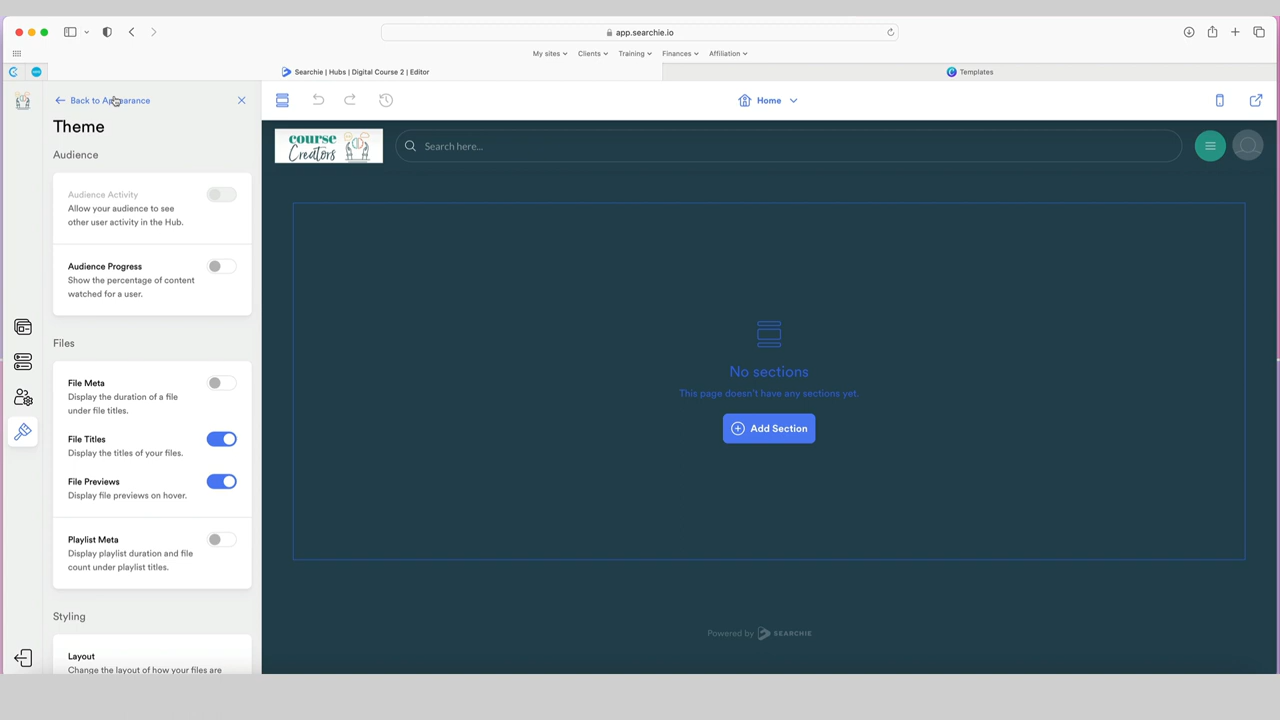 app.searchie.io
My sites
Clients
Training
Finances
Affiliation
Searchie | Hubs | Digital Course 2 | Editor
Templates
Back to Appearance
Home
Theme
course
Creators
Search here...
Audience
Audience Activity
Allow your audience to see
other user activity in the Hub.
Audience Progress
Show the percentage of content
watched for a user.
Files
File Meta
Display the duration of a file
under file titles.
File Titles
Display the titles of your files.
File Previews
Display file previews on hover.
Playlist Meta
Display playlist duration and file
count under playlist titles.
Styling
Layout
Change the layout of how your files are
No sections
This page doesn't have any sections yet.
Add Section
Powered by SEARCHIE